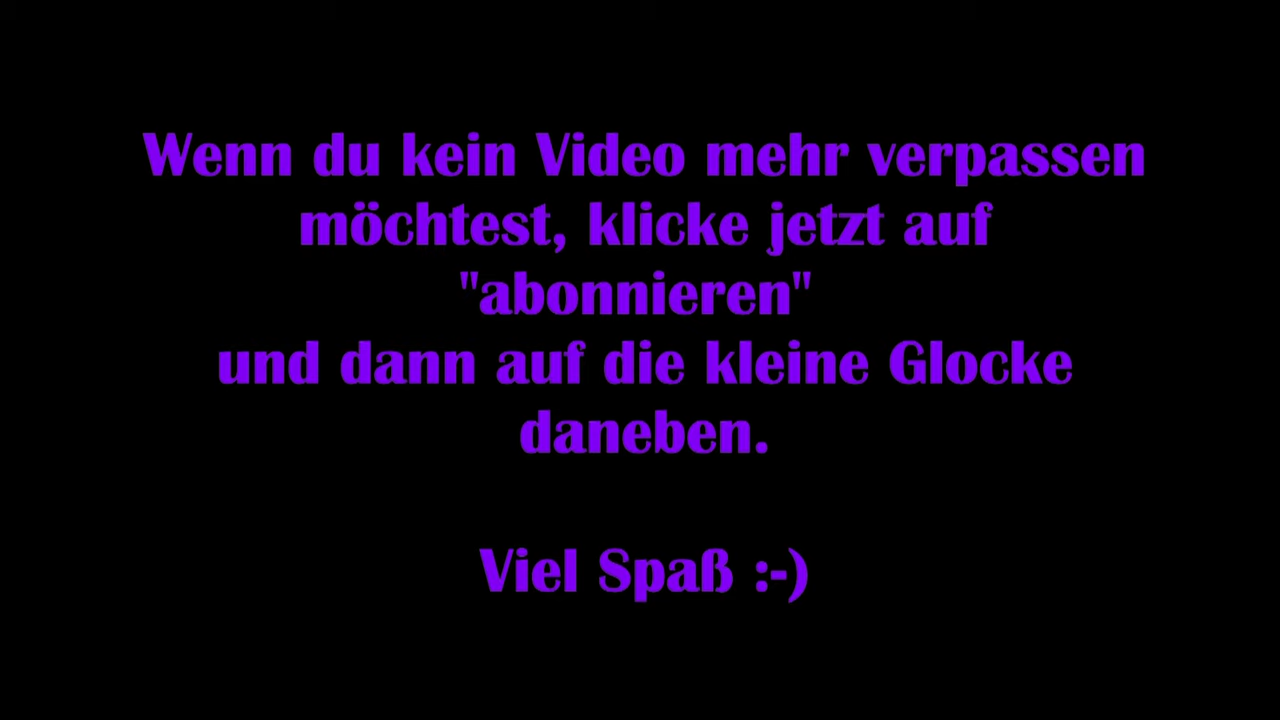 Wenn du kein Video mehr verpassen
möchtest, klicke jetzt auf
"abonnieren"
und dann auf die kleine Glocke
daneben.
Viel Spaß :-)